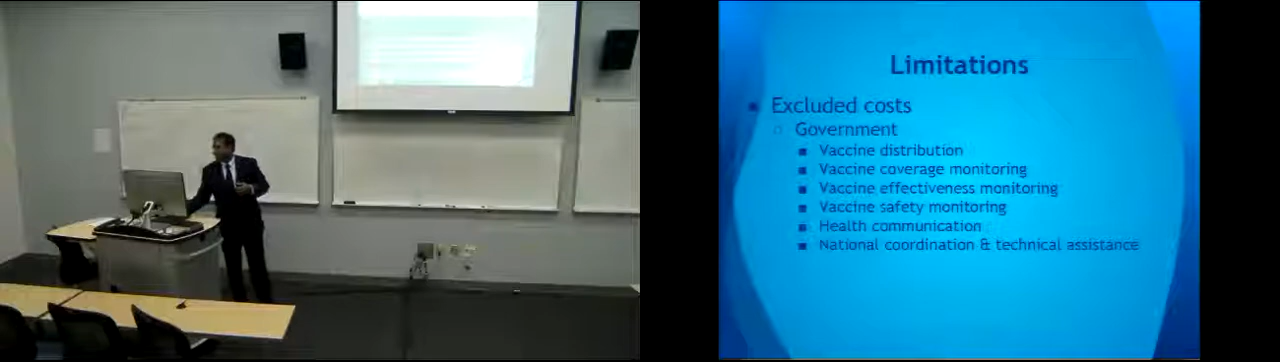 Limitations
Excluded costs
Government
Vaccine distribution
Vaccine coverage monitoring
Vaccine effectiveness monitoring
Vaccine safety monitoring
Health communication
National coordination & technical assistance